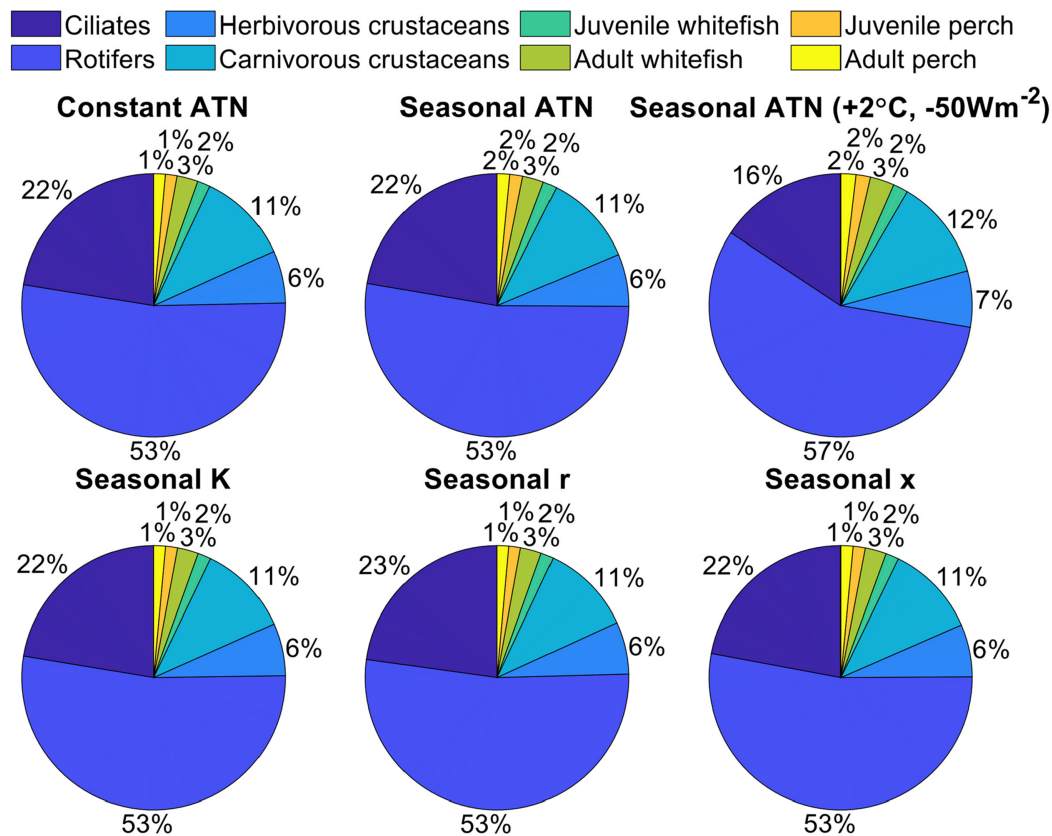 Ciliates Herbivorous crustaceans Juvenile whitefish Juvenile perch
Rotifers Carnivorous crustaceans Adult whitefish Adult perch
Constant ATN Seasonal ATN Seasonal ATN (+2°C, -50Wm-2)
1% 2% 2% 2% 2% 2%
1% 3% 2% 3% 2% 3%
22% 22% 16%
11% 11% 12%
6% 6% 7%
53% 53% 57%
Seasonal K Seasonal r Seasonal x
1% 2% 1% 2% 1% 2%
1% 3% 1% 3% 1% 3%
22% 23% 22%
11% 11% 11%
6% 6% 6%
53% 53% 53%